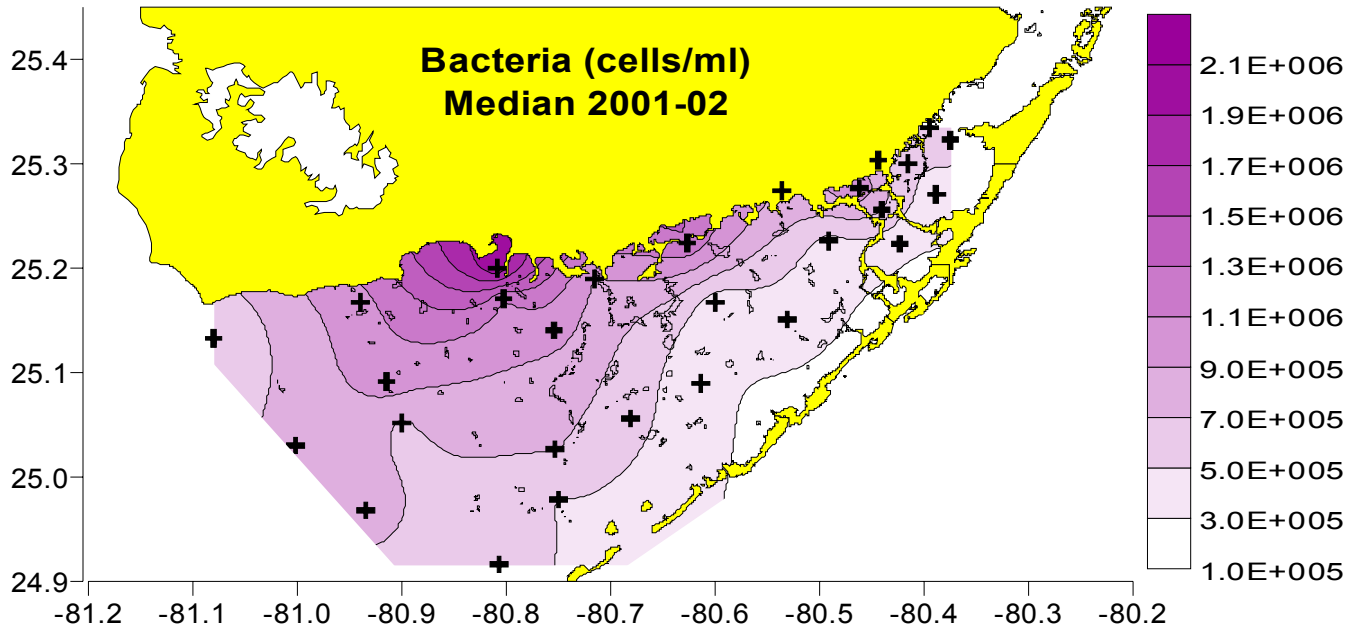 Bacteria (cells/ml)
Median 2001-02
25.4
25.3
25.2
25.1
25.0
24.9
-81.2 -81.1 -81.0 -80.9 -80.8 -80.7 -80.6 -80.5 -80.4 -80.3 -80.2
2.1E+006
1.9E+006
1.7E+006
1.5E+006
1.3E+006
1.1E+006
9.0E+005
7.0E+005
5.0E+005
3.0E+005
1.0E+005